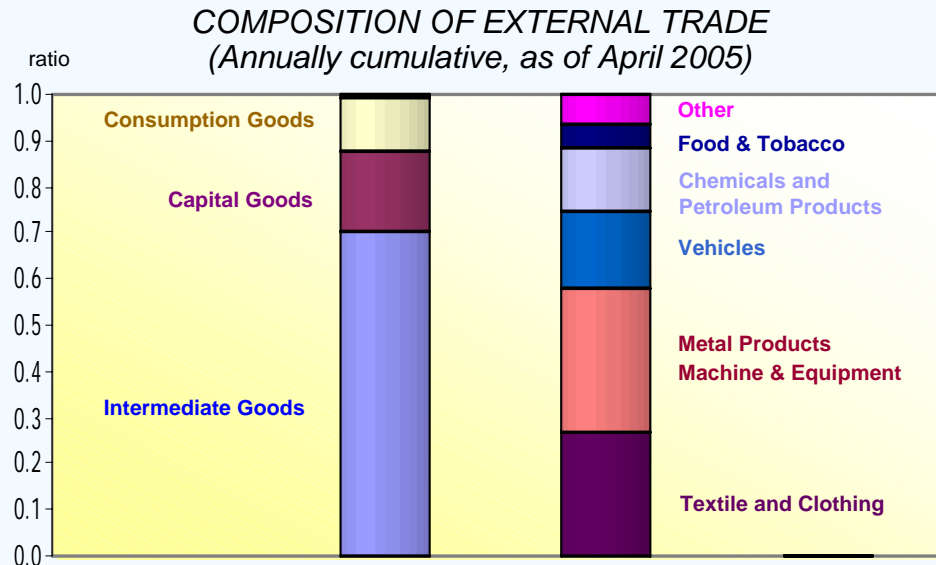 COMPOSITION OF EXTERNAL TRADE
(Annually cumulative, as of April 2005)
ratio
1.0
0.9
0.8
0.7
0.6
0.5
0.4
0.3
0.2
0.1
0.0
Consumption Goods
Capital Goods
Intermediate Goods
Other
Food & Tobacco
Chemicals and
Petroleum Products
Vehicles
Metal Products
Machine & Equipment
Textile and Clothing